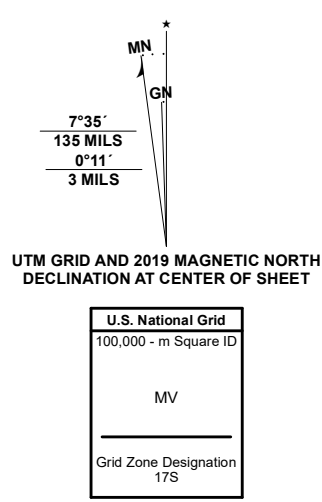 MN
GN
7°35´
135 MILS
0°11´
3 MILS
UTM GRID AND 2019 MAGNETIC NORTH
DECLINATION AT CENTER OF SHEET
U.S. National Grid
100,000 - m Square ID
MV
Grid Zone Designation
17S